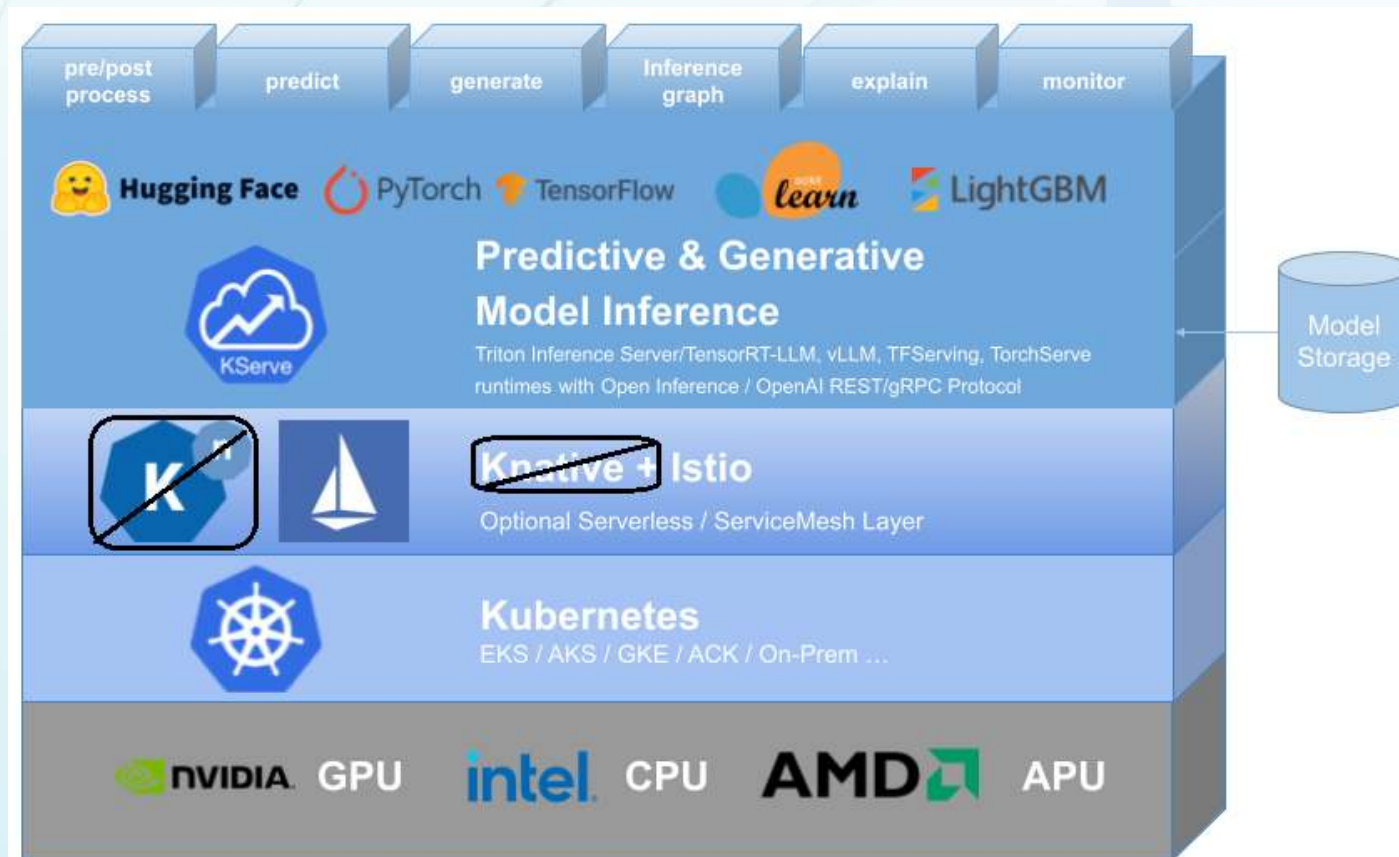 pre/post
process
predict
generate
Inference
graph
explain
monitor
Hugging Face
PyTorch
TensorFlow
learn
LightGBM
Predictive & Generative
Model Inference
KServe
Triton Inference Server/TensorRT-LLM, vLLM, TFServing, TorchServe
runtimes with Open Inference / OpenAI REST/gRPC Protocol
Model
Storage
K
n
Knative + Istio
Optional Serverless / ServiceMesh Layer
Kubernetes
EKS / AKS / GKE / ACK / On-Prem ...
NVIDIA. GPU
intel. CPU
AMD APU